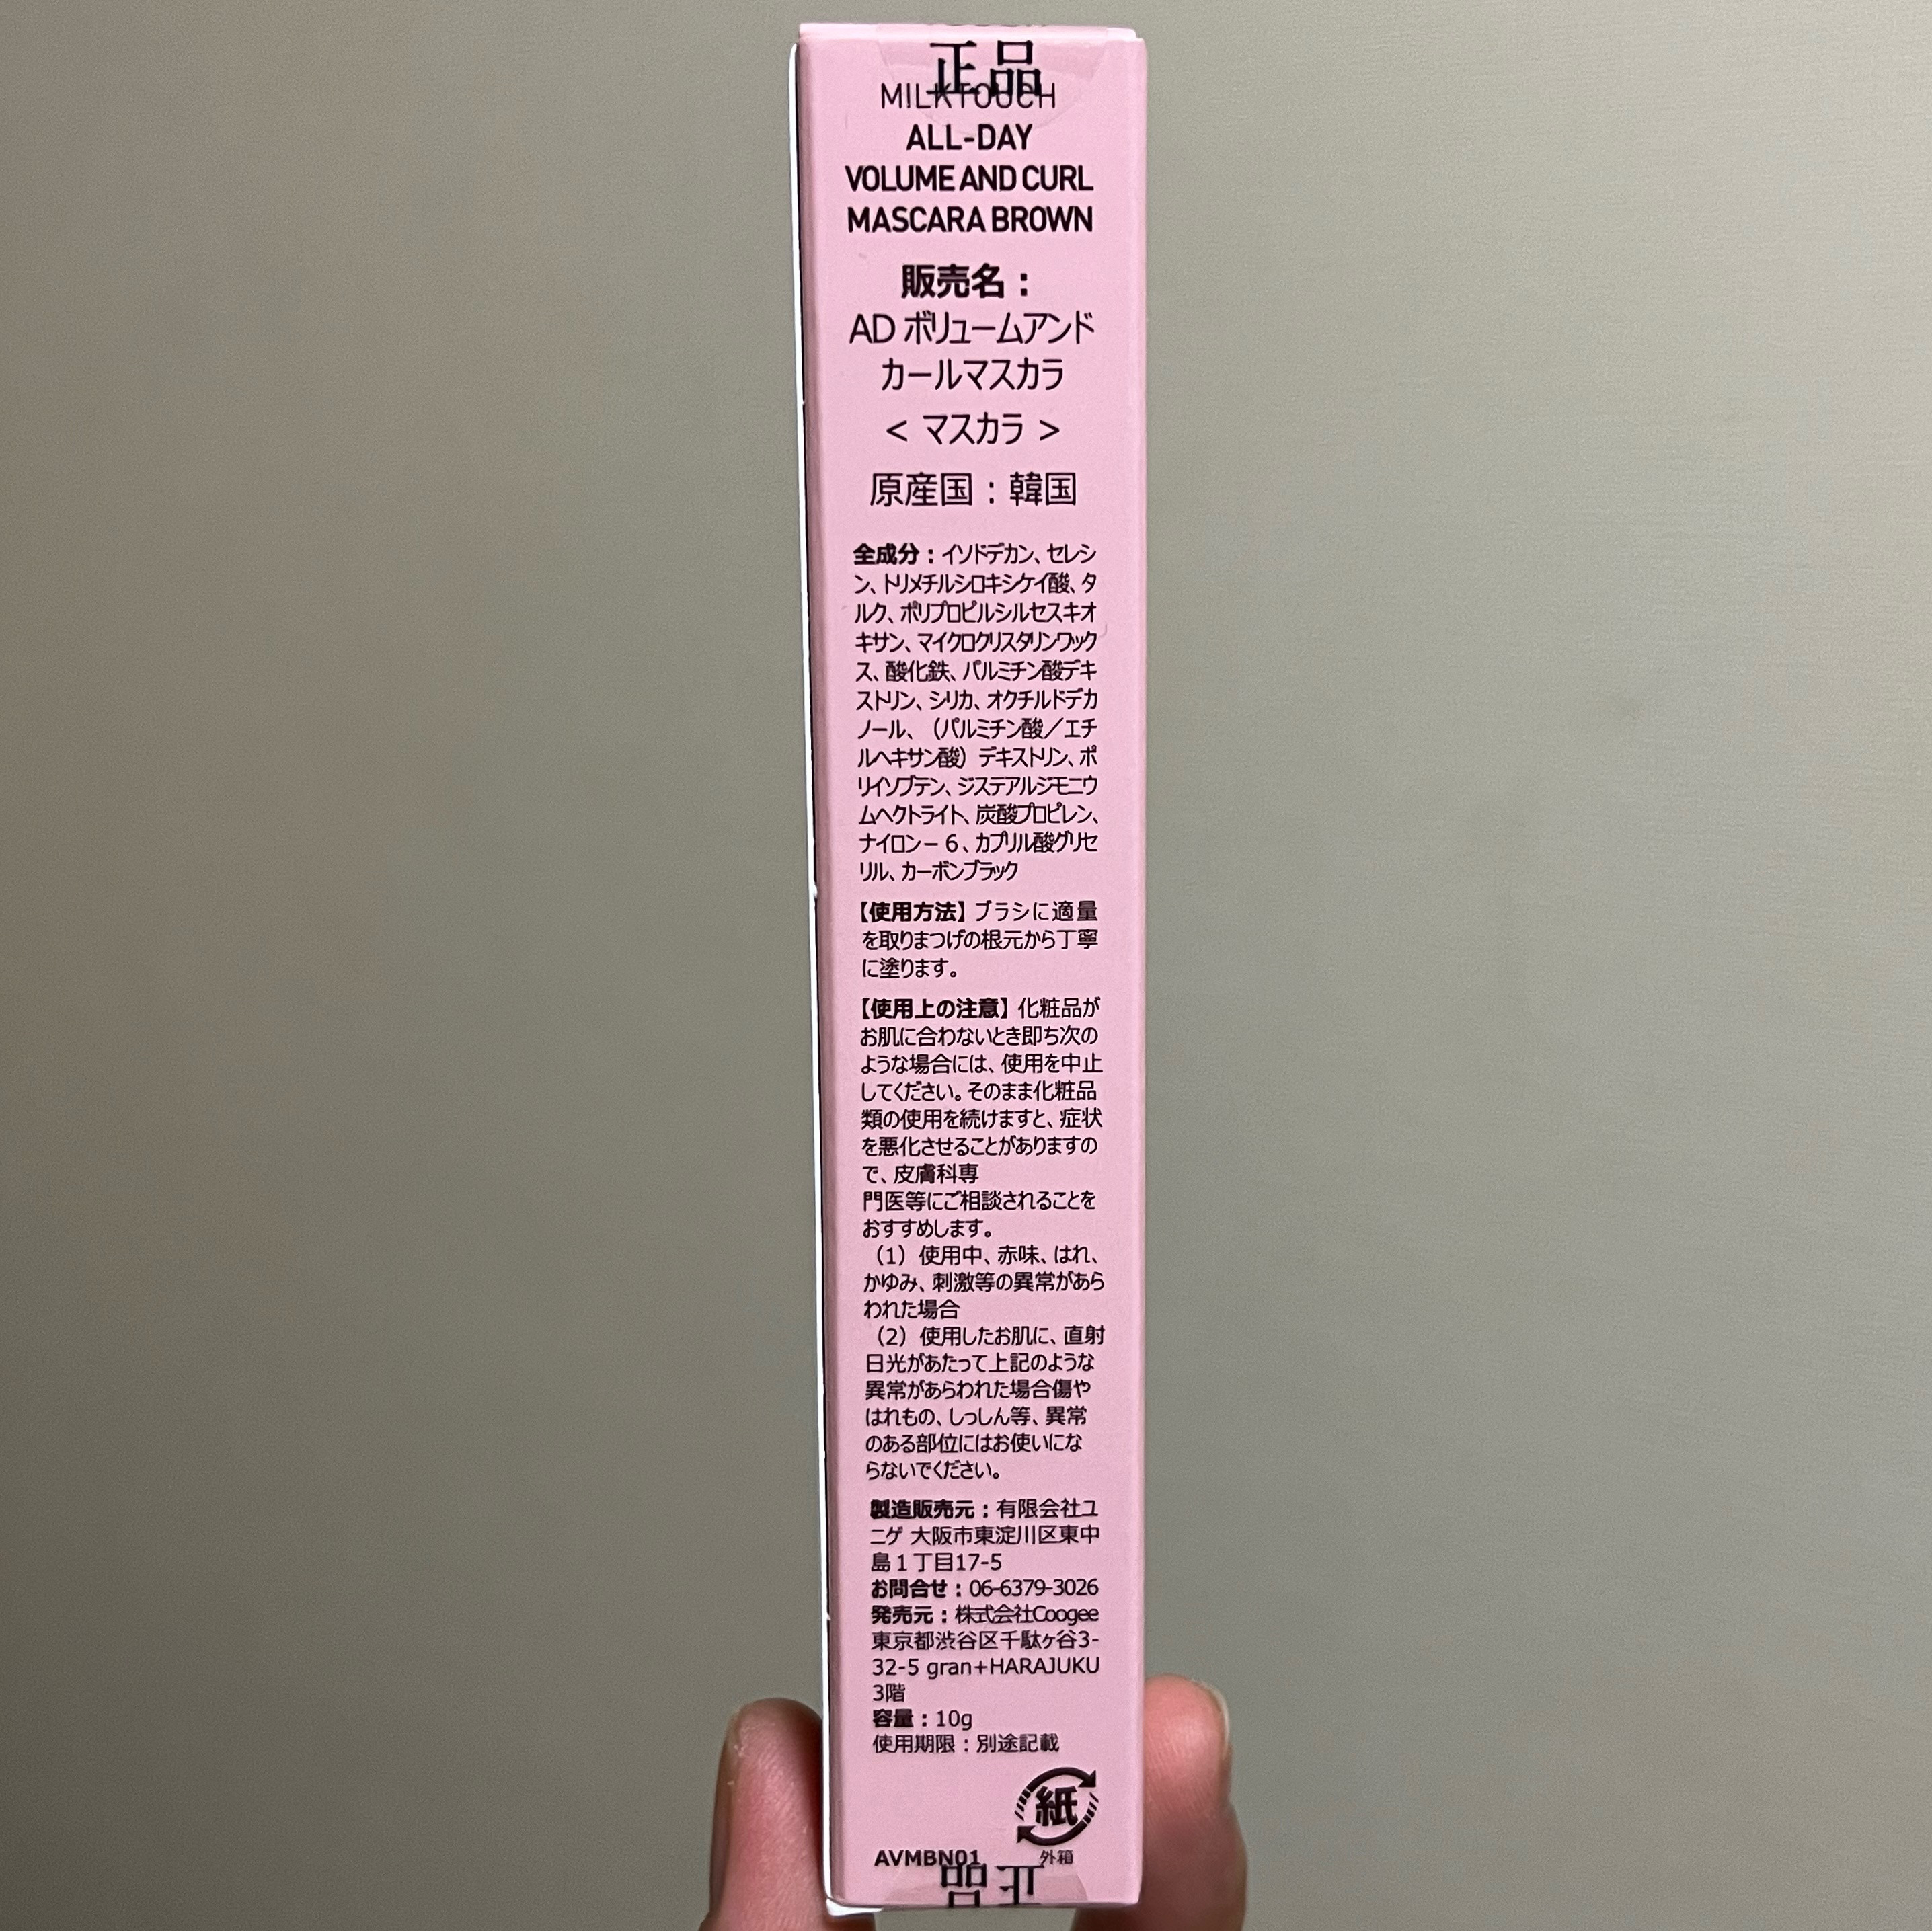 正品
MILKTOUCH
ALL-DAY
VOLUME AND CURL
MASCARA BROWN
販売名：
AD ボリュームアンド
カールマスカラ
< マスカラ >
原産国：韓国
全成分：イソドデカン、セレシ
ン、トリメチルシロキシケイ酸、タ
ルク、ポリプロピルシルセスキオ
キサン、マイクロクリスタリンワック
ス、酸化鉄、パルミチン酸デキ
ストリン、シリカ、オクチルドデカ
ノール、（パルミチン酸／エチ
ルヘキサン酸）デキストリン、ポ
リイソブテン、ジステアルジモニウ
ムヘクトライト、炭酸プロピレン、
ナイロン－６、カプリル酸グリセ
リル、カーボンブラック
【使用方法】ブラシに適量
を取りまつげの根元から丁寧
に塗ります。
【使用上の注意】化粧品が
お肌に合わないとき即ち次の
ような場合には、使用を中止
してください。そのまま化粧品
類の使用を続けますと、症状
を悪化させることがありますの
で、皮膚科専
門医等にご相談されることを
おすすめします。
（1）使用中、赤味、はれ、
かゆみ、刺激等の異常があら
われた場合
（2）使用したお肌に、直射
日光があたって上記のような
異常があらわれた場合傷や
はれもの、しっしん等、異常
のある部位にはお使いにな
らないでください。
製造販売元：有限会社ユ
ニゲ 大阪市東淀川区東中
島１丁目17-5
お問合せ：06-6379-3026
発売元：株式会社Coogee
東京都渋谷区千駄ヶ谷3-
32-5 gran+HARAJUKU
3階
容量：10g
使用期限：別途記載
紙
AVMBN01 外箱
正品